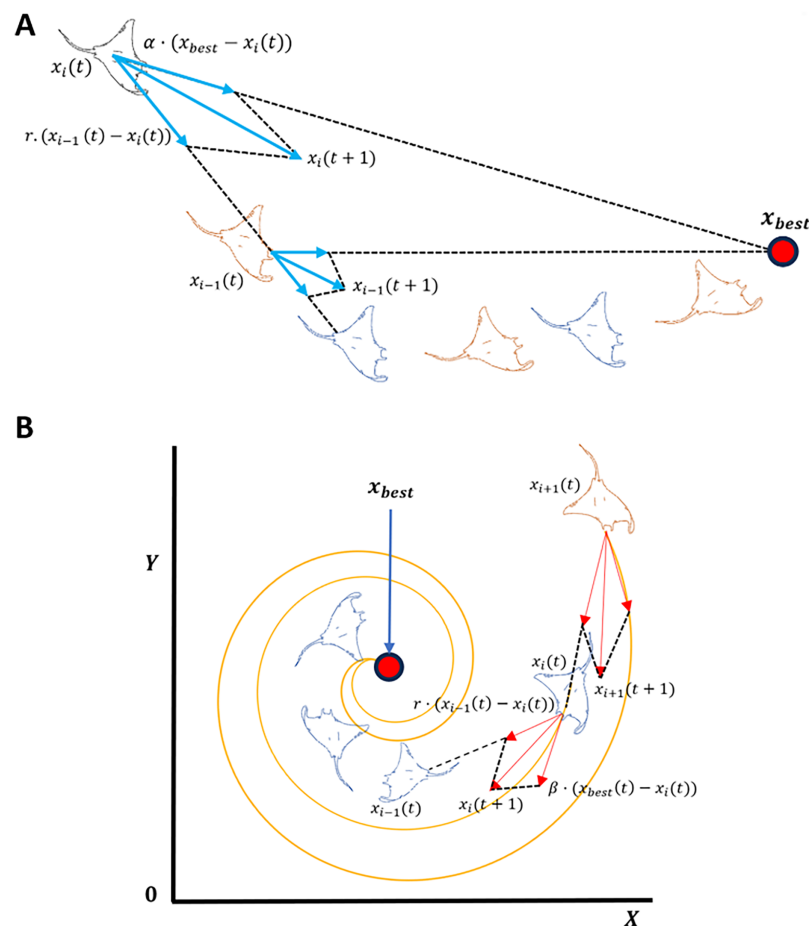 A
α · (x_best − x_i(t))
x_i(t)
r.(x_{i−1}(t) − x_i(t))
x_i(t+1)
x_best
x_{i−1}(t)
x_{i−1}(t+1)
B
x_best
x_{i+1}(t)
Y
x_i(t)
x_{i+1}(t+1)
r · (x_{i−1}(t) − x_i(t))
β · (x_best(t) − x_i(t))
x_{i−1}(t)
x_i(t+1)
0
X